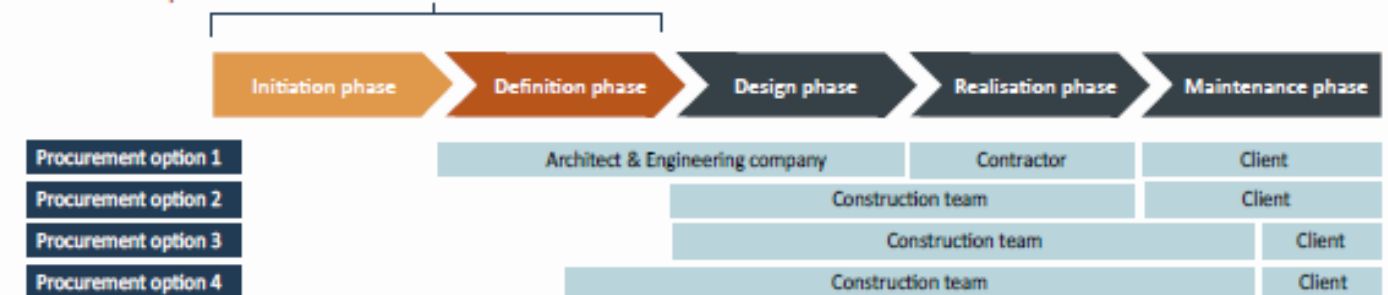 Initiation phase
Definition phase
Design phase
Realisation phase
Maintenance phase
Procurement option 1
Architect & Engineering company
Contractor
Client
Procurement option 2
Construction team
Client
Procurement option 3
Construction team
Client
Procurement option 4
Construction team
Client